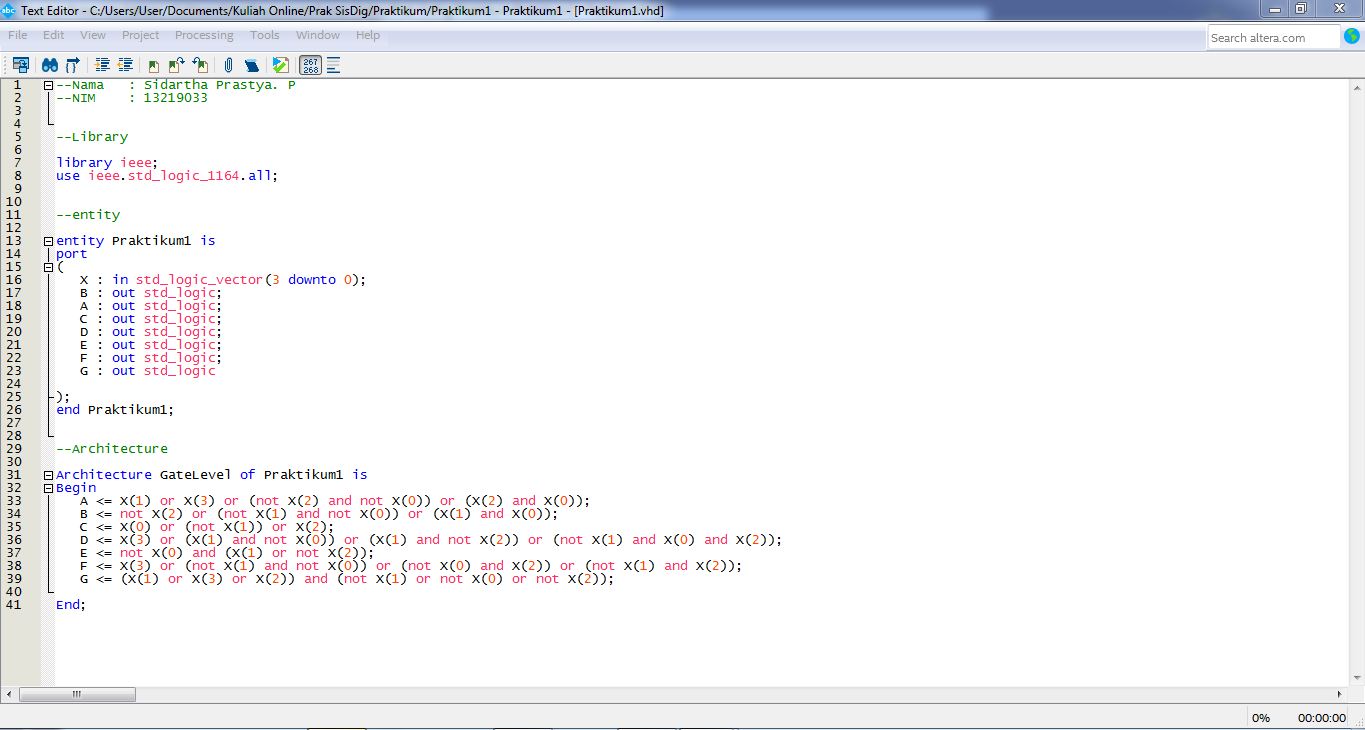 abc Text Editor - C:/Users/User/Documents/Kuliah Online/Prak SisDig/Praktikum/Praktikum1 - Praktikum1 - [Praktikum1.vhd]
File Edit View Project Processing Tools Window Help Search altera.com
267
268
1 --Nama : Sidartha Prastya. P
2 --NIM : 13219033
3
4
5 --Library
6
7 library ieee;
8 use ieee.std_logic_1164.all;
9
10
11 --entity
12
13 entity Praktikum1 is
14 port
15 (
16 X : in std_logic_vector(3 downto 0);
17 B : out std_logic;
18 A : out std_logic;
19 C : out std_logic;
20 D : out std_logic;
21 E : out std_logic;
22 F : out std_logic;
23 G : out std_logic
24
25 );
26 end Praktikum1;
27
28
29 --Architecture
30
31 Architecture GateLevel of Praktikum1 is
32 Begin
33 A <= X(1) or X(3) or (not X(2) and not X(0)) or (X(2) and X(0));
34 B <= not X(2) or (not X(1) and not X(0)) or (X(1) and X(0));
35 C <= X(0) or (not X(1)) or X(2);
36 D <= X(3) or (X(1) and not X(0)) or (X(1) and not X(2)) or (not X(1) and X(0) and X(2));
37 E <= not X(0) and (X(1) or not X(2));
38 F <= X(3) or (not X(1) and not X(0)) or (not X(0) and X(2)) or (not X(1) and X(2));
39 G <= (X(1) or X(3) or X(2)) and (not X(1) or not X(0) or not X(2));
40
41 End;
0% 00:00:00